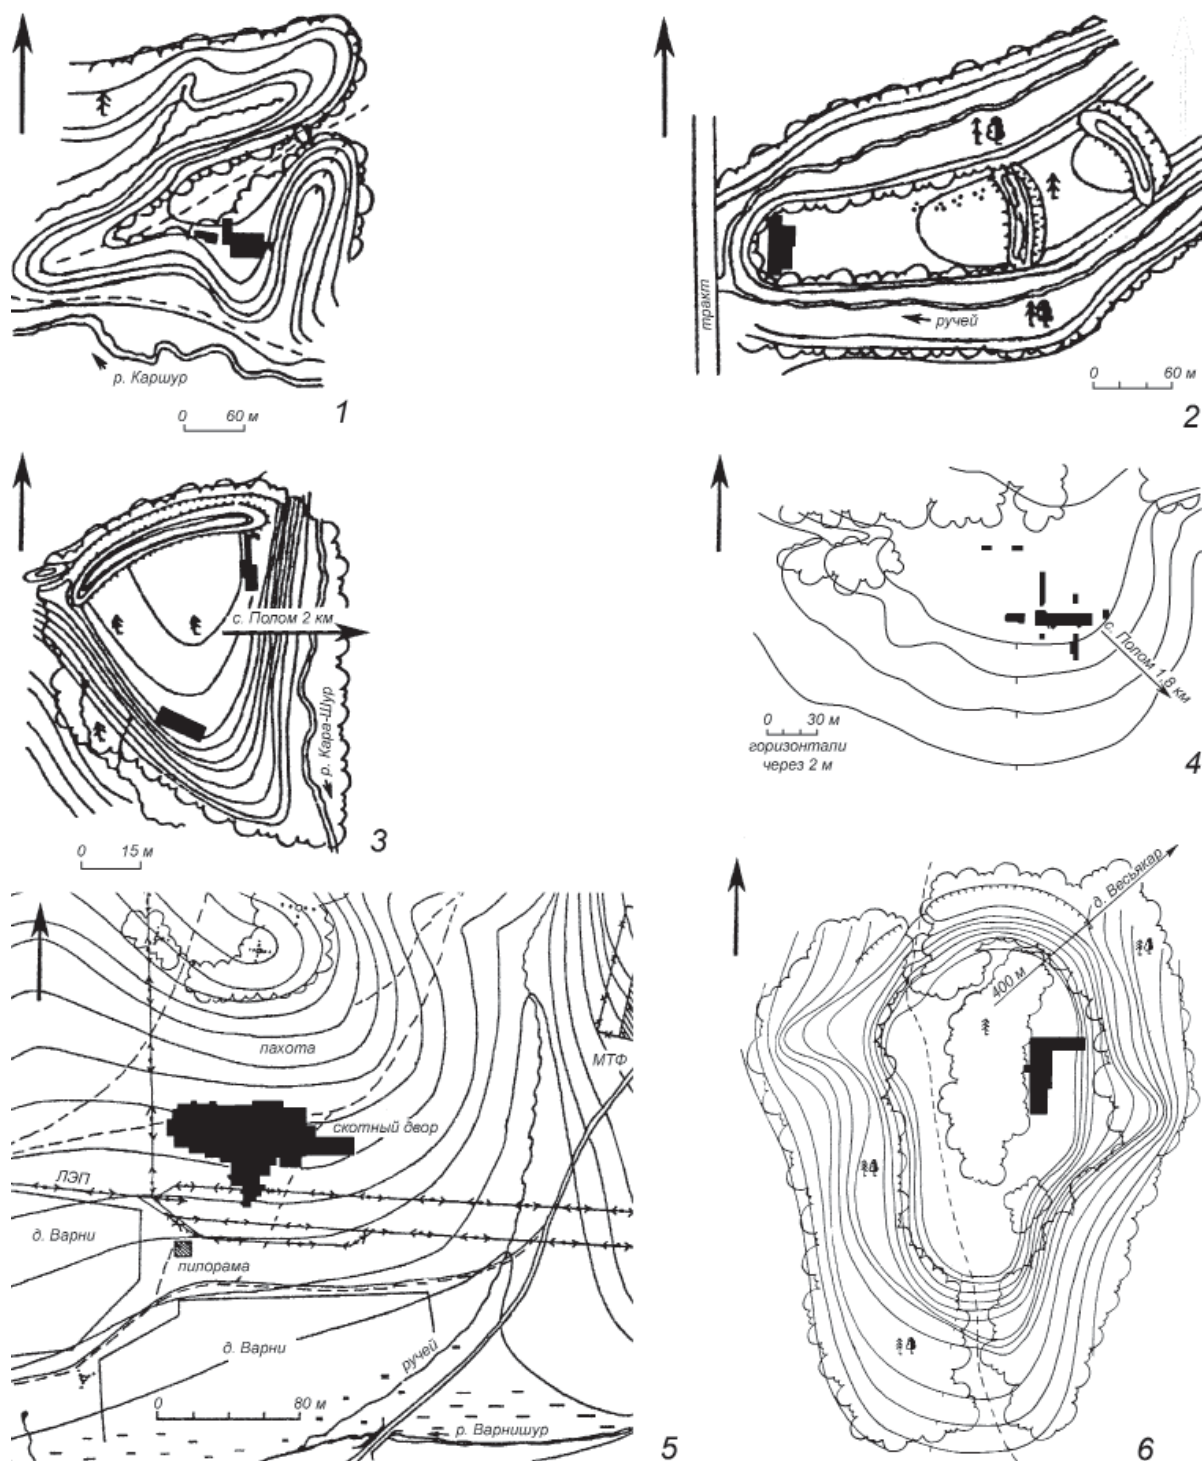 р. Каршур
0 60 м
1
тракт
ручей
0 60 м
2
с. Полом 2 км
р. Кара-Шур
0 15 м
3
с. Полом 1,8 км
0 30 м
горизонтали
через 2 м
4
пахота
МТФ
скотный двор
ЛЭП
д. Варни
пилорама
д. Варни
ручей
0 80 м
р. Варнишур
5
д. Весьякар
400 м
6